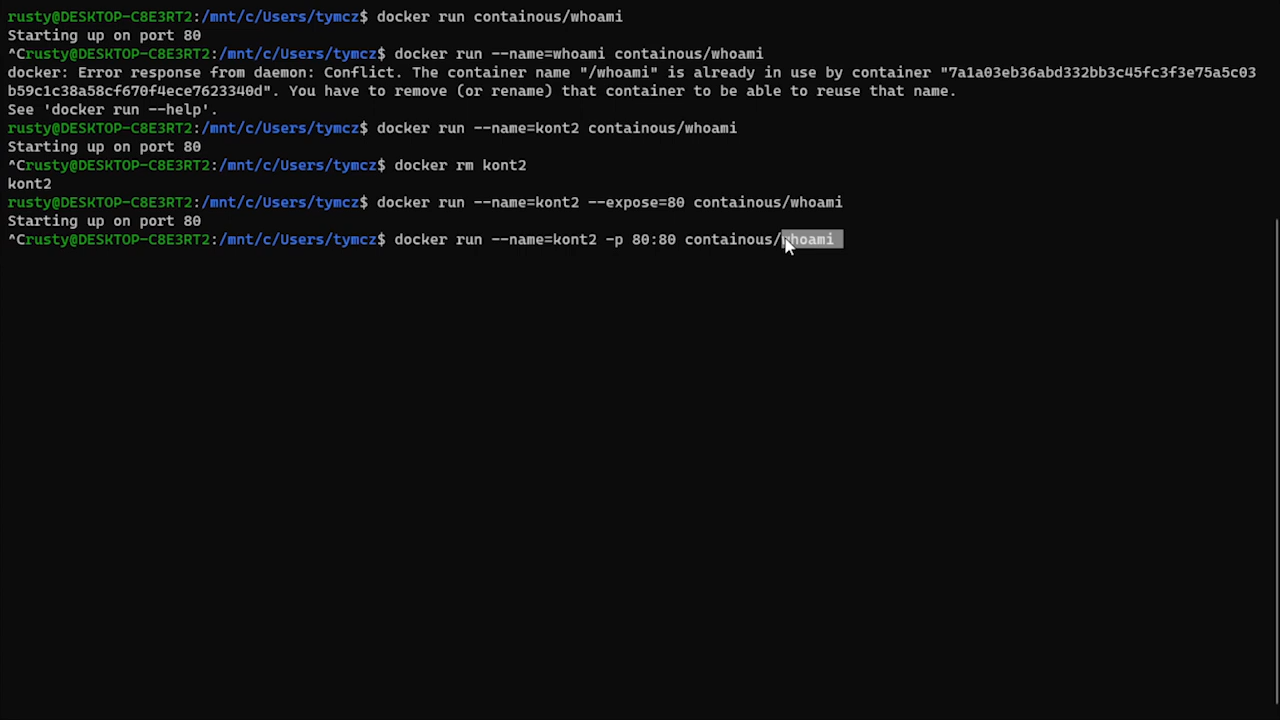 rusty@DESKTOP-C8E3RT2:/mnt/c/Users/tymcz$ docker run containous/whoami
Starting up on port 80
^Crusty@DESKTOP-C8E3RT2:/mnt/c/Users/tymcz$ docker run --name=whoami containous/whoami
docker: Error response from daemon: Conflict. The container name "/whoami" is already in use by container "7a1a03eb36abd332bb3c45fc3f3e75a5c03
b59c1c38a58cf670f4ece7623340d". You have to remove (or rename) that container to be able to reuse that name.
See 'docker run --help'.
rusty@DESKTOP-C8E3RT2:/mnt/c/Users/tymcz$ docker run --name=kont2 containous/whoami
Starting up on port 80
^Crusty@DESKTOP-C8E3RT2:/mnt/c/Users/tymcz$ docker rm kont2
kont2
rusty@DESKTOP-C8E3RT2:/mnt/c/Users/tymcz$ docker run --name=kont2 --expose=80 containous/whoami
Starting up on port 80
^Crusty@DESKTOP-C8E3RT2:/mnt/c/Users/tymcz$ docker run --name=kont2 -p 80:80 containous/whoami